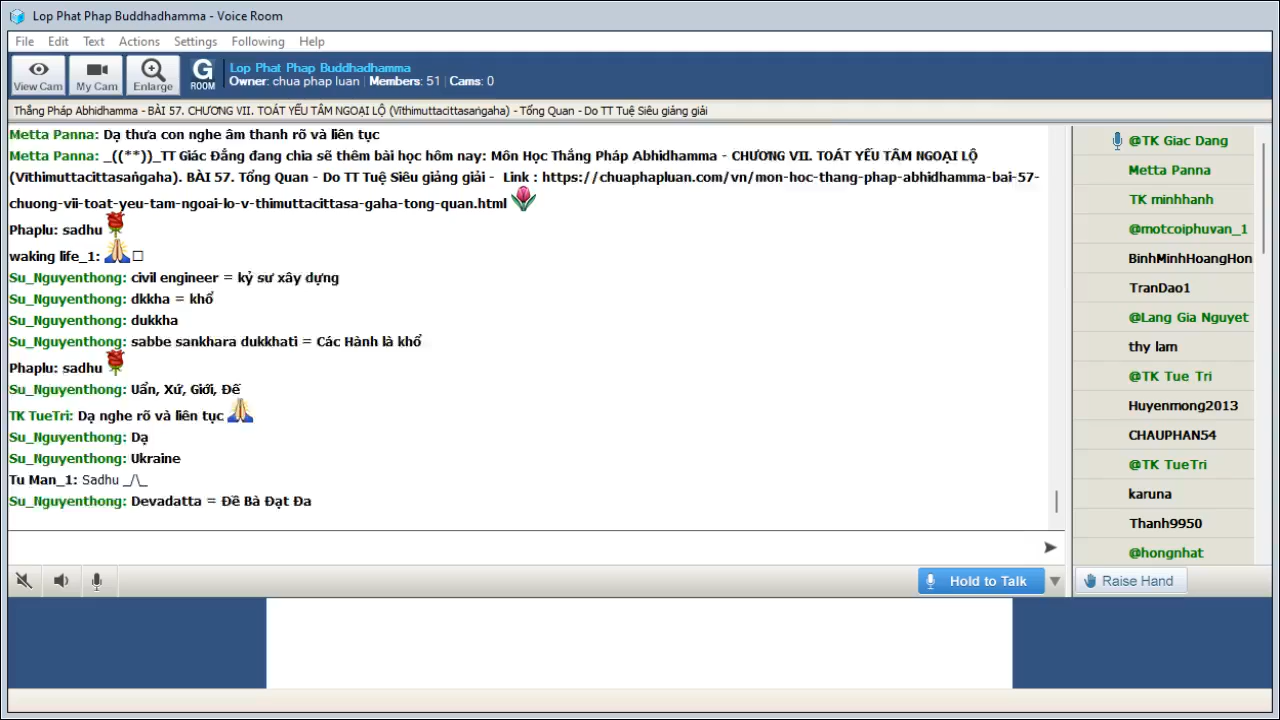 Lop Phat Phap Buddhadhamma - Voice Room
File Edit Text Actions Settings Following Help
View Cam My Cam Enlarge G ROOM
Lop Phat Phap Buddhadhamma
Owner: chua phap luan Members: 51 Cams: 0
Thắng Pháp Abhidhamma - BÀI 57. CHƯƠNG VII. TOÁT YẾU TÂM NGOẠI LỘ (Vīthimuttacittasaṅgaha) - Tổng Quan - Do TT Tuệ Siêu giảng giải
Metta Panna: Dạ thưa con nghe âm thanh rõ và liên tục
Metta Panna: _((**))_TT Giác Đẳng đang chia sẽ thêm bài học hôm nay: Môn Học Thắng Pháp Abhidhamma - CHƯƠNG VII. TOÁT YẾU TÂM NGOẠI LỘ
(Vīthimuttacittasaṅgaha). BÀI 57. Tổng Quan - Do TT Tuệ Siêu giảng giải - Link : https://chuaphapluan.com/vn/mon-hoc-thang-phap-abhidhamma-bai-57-
chuong-vii-toat-yeu-tam-ngoai-lo-v-thimuttacittasa-gaha-tong-quan.html
Phaplu: sadhu
waking life_1:
Su_Nguyenthong: civil engineer = kỷ sư xây dựng
Su_Nguyenthong: dkkha = khổ
Su_Nguyenthong: dukkha
Su_Nguyenthong: sabbe sankhara dukkhati = Các Hành là khổ
Phaplu: sadhu
Su_Nguyenthong: Uẩn, Xứ, Giới, Đế
TK TueTri: Dạ nghe rõ và liên tục
Su_Nguyenthong: Dạ
Su_Nguyenthong: Ukraine
Tu Man_1: Sadhu _/\_
Su_Nguyenthong: Devadatta = Đề Bà Đạt Đa
@TK Giac Dang
Metta Panna
TK minhhanh
@motcoiphuvan_1
BinhMinhHoangHon
TranDao1
@Lang Gia Nguyet
thy lam
@TK Tue Tri
Huyenmong2013
CHAUPHAN54
@TK TueTri
karuna
Thanh9950
@hongnhat
Hold to Talk
Raise Hand